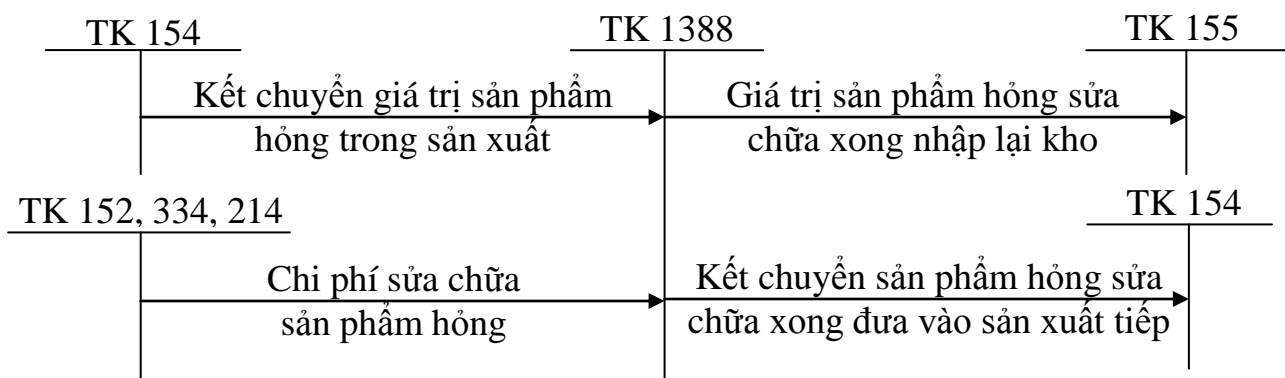 TK 154
TK 1388
TK 155
Kết chuyển giá trị sản phẩm
hỏng trong sản xuất
Giá trị sản phẩm hỏng sửa
chữa xong nhập lại kho
TK 152, 334, 214
TK 154
Chi phí sửa chữa
sản phẩm hỏng
Kết chuyển sản phẩm hỏng sửa
chữa xong đưa vào sản xuất tiếp